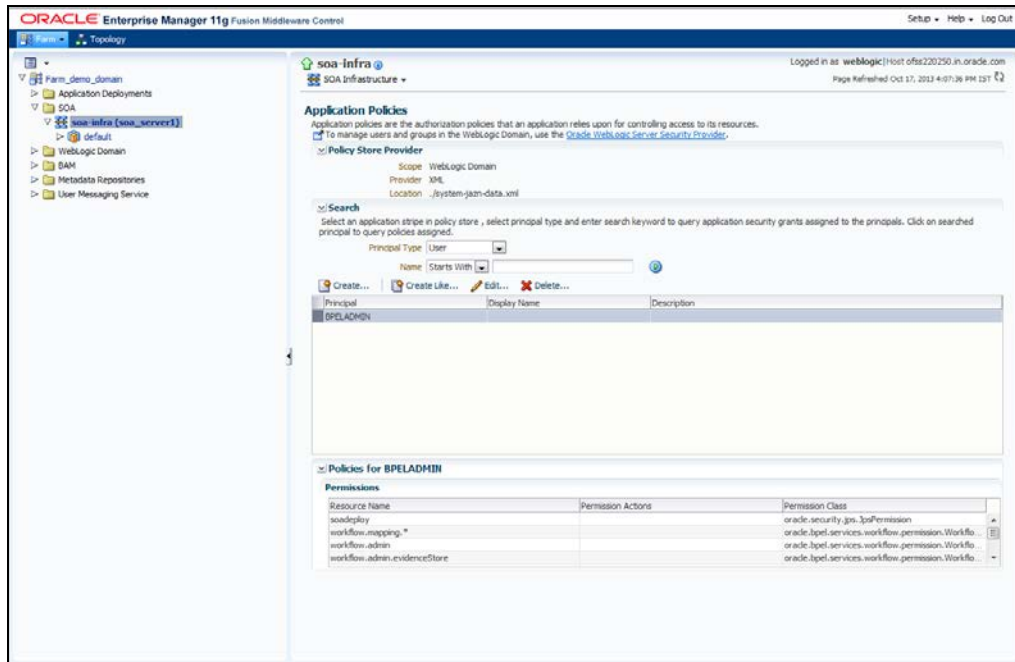 ORACLE Enterprise Manager 11g Fusion Middleware Control
Setup Help Log Out
Farm Topology
Farm_demo_domain
Application Deployments
SOA
soa-infra (soa_server1)
default
WebLogic Domain
BAM
Metadata Repositories
User Messaging Service
soa-infra
Logged in as weblogic|Host ofss220250.in.oracle.com
SOA Infrastructure
Page Refreshed Oct 17, 2013 4:07:36 PM IST
Application Policies
Application policies are the authorization policies that an application relies upon for controlling access to its resources.
To manage users and groups in the WebLogic Domain, use the Oracle WebLogic Server Security Provider.
Policy Store Provider
Scope WebLogic Domain
Provider XML
Location ./system-jazn-data.xml
Search
Select an application stripe in policy store , select principal type and enter search keyword to query application security grants assigned to the principals. Click on searched
principal to query policies assigned.
Principal Type User
Name Starts With
Create... Create Like... Edit... Delete...
Principal Display Name Description
BPELADMIN
Policies for BPELADMIN
Permissions
Resource Name Permission Actions Permission Class
soadeploy oracle.security.jps.JpsPermission
workflow.mapping.* oracle.bpel.services.workflow.permission.Workflo...
workflow.admin oracle.bpel.services.workflow.permission.Workflo...
workflow.admin.evidenceStore oracle.bpel.services.workflow.permission.Workflo...